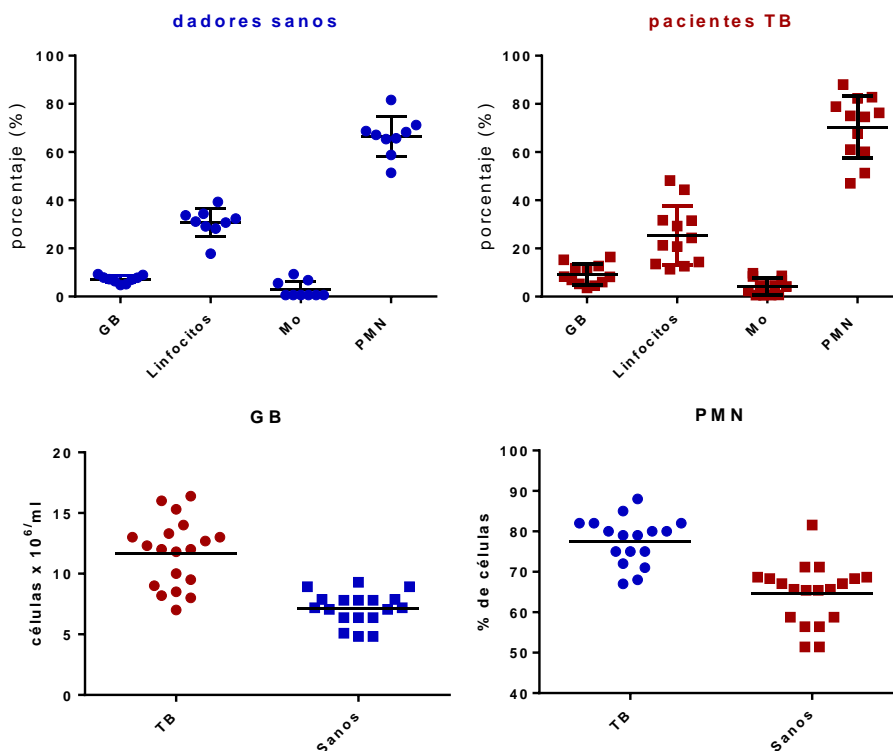 dadores sanos
porcentaje (%)
80
60
40
20
0
GB
Linfocitos
Mo
PMN
pacientes TB
porcentaje (%)
100
80
60
40
20
0
GB
Linfocitos
Mo
PMN
GB
células x 10⁶/ml
20
15
10
5
0
TB
Sanos
PMN
% de células
100
90
80
70
60
50
40
TB
Sanos